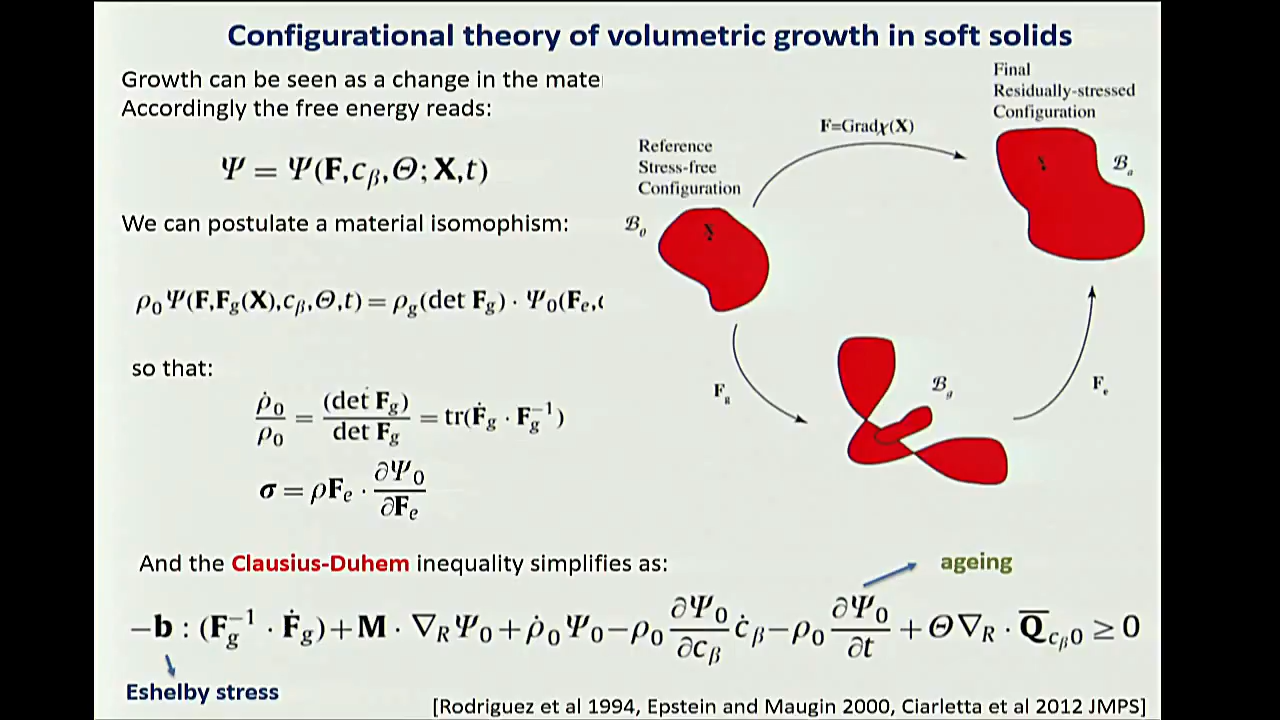 Configurational theory of volumetric growth in soft solids
Growth can be seen as a change in the mate
Accordingly the free energy reads:
Ψ = Ψ(F,c_β,Θ;X,t)
We can postulate a material isomophism:
ρ₀Ψ(F,F_g(X),c_β,Θ,t) = ρ_g(det F_g) · Ψ₀(F_e,
so that:
ρ̇₀/ρ₀ = (det F_g)˙/det F_g = tr(Ḟ_g · F_g⁻¹)
σ = ρF_e · ∂Ψ₀/∂F_e
Reference
Stress-free
Configuration
B₀
F=Gradχ(X)
Final
Residually-stressed
Configuration
B_a
F_g
B_g
F_e
And the Clausius-Duhem inequality simplifies as:
ageing
−b : (F_g⁻¹ · Ḟ_g) + M · ∇_R Ψ₀ + ρ̇₀Ψ₀ − ρ₀ ∂Ψ₀/∂c_β ċ_β − ρ₀ ∂Ψ₀/∂t + Θ∇_R · Q̅_cβ0 ≥ 0
Eshelby stress
[Rodriguez et al 1994, Epstein and Maugin 2000, Ciarletta et al 2012 JMPS]